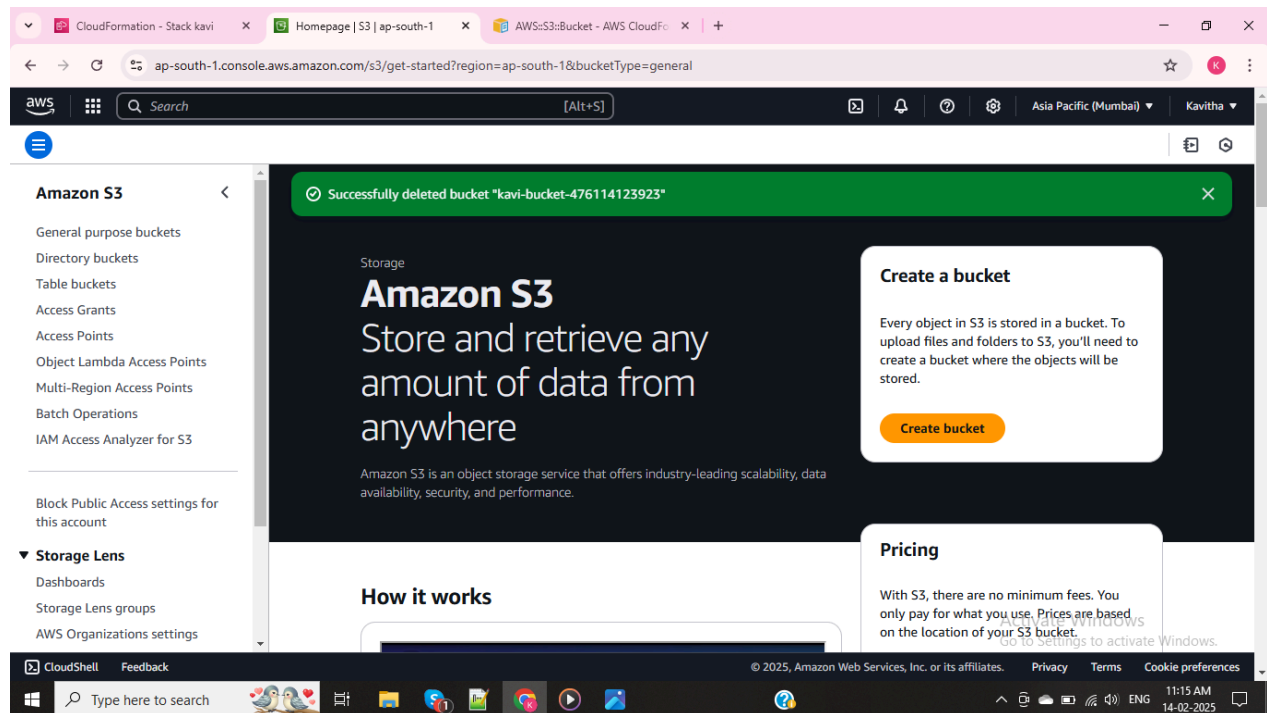 CloudFormation - Stack kavi
Homepage | S3 | ap-south-1
AWS::S3::Bucket - AWS CloudFo
ap-south-1.console.aws.amazon.com/s3/get-started?region=ap-south-1&bucketType=general
K
aws
Search
[Alt+S]
Asia Pacific (Mumbai)
Kavitha
Amazon S3
General purpose buckets
Directory buckets
Table buckets
Access Grants
Access Points
Object Lambda Access Points
Multi-Region Access Points
Batch Operations
IAM Access Analyzer for S3
Block Public Access settings for
this account
Storage Lens
Dashboards
Storage Lens groups
AWS Organizations settings
Successfully deleted bucket "kavi-bucket-476114123923"
Storage
Amazon S3
Store and retrieve any
amount of data from
anywhere
Amazon S3 is an object storage service that offers industry-leading scalability, data
availability, security, and performance.
Create a bucket
Every object in S3 is stored in a bucket. To
upload files and folders to S3, you'll need to
create a bucket where the objects will be
stored.
Create bucket
How it works
Pricing
With S3, there are no minimum fees. You
only pay for what you use. Prices are based
on the location of your S3 bucket.
Activate Windows
Go to Settings to activate Windows.
CloudShell Feedback
© 2025, Amazon Web Services, Inc. or its affiliates. Privacy Terms Cookie preferences
Type here to search
ENG
11:15 AM
14-02-2025